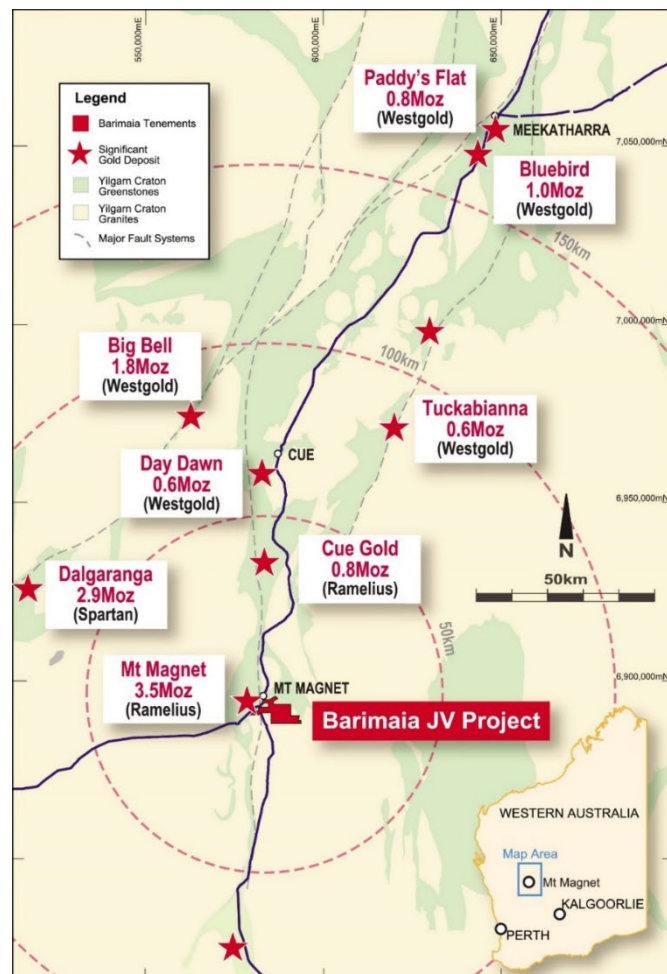 550,000mE
600,000mE
650,000mE
Legend
Barimaia Tenements
Significant
Gold Deposit
Yilgarn Craton
Greenstones
Yilgarn Craton
Granites
Major Fault Systems
Paddy's Flat
0.8Moz
(Westgold)
MEEKATHARRA
7,050,000mN
Bluebird
1.0Moz
(Westgold)
150km
7,000,000mN
100km
Big Bell
1.8Moz
(Westgold)
Tuckabianna
0.6Moz
(Westgold)
CUE
Day Dawn
0.6Moz
(Westgold)
6,950,000mN
N
50km
Cue Gold
0.8Moz
(Ramelius)
Dalgaranga
2.9Moz
(Spartan)
50km
Mt Magnet
3.5Moz
(Ramelius)
MT MAGNET
6,900,000mN
Barimaia JV Project
WESTERN AUSTRALIA
Map Area
Mt Magnet
KALGOORLIE
PERTH